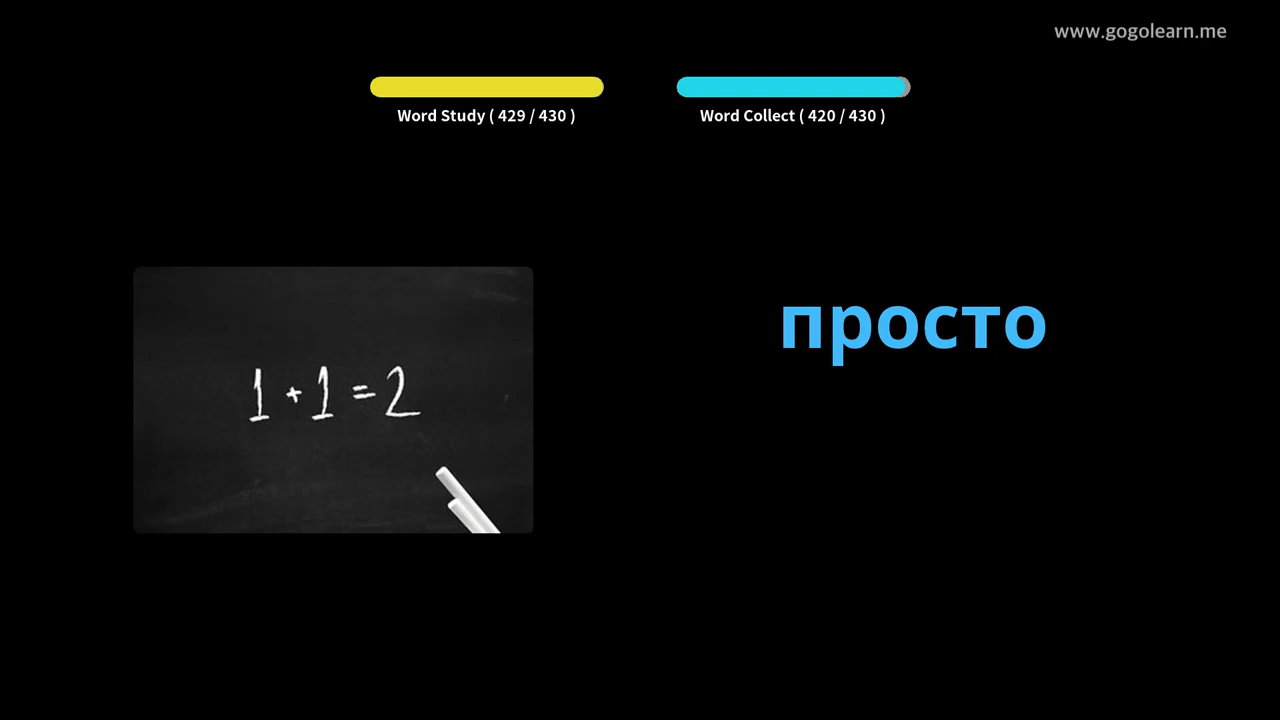 www.gogolearn.me
Word Study ( 429 / 430 )
Word Collect ( 420 / 430 )
просто
1 + 1 = 2